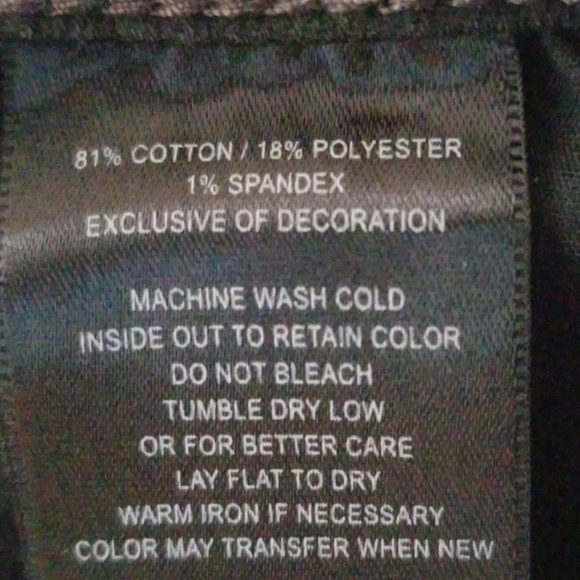 81% COTTON / 18% POLYESTER
1% SPANDEX
EXCLUSIVE OF DECORATION
MACHINE WASH COLD
INSIDE OUT TO RETAIN COLOR
DO NOT BLEACH
TUMBLE DRY LOW
OR FOR BETTER CARE
LAY FLAT TO DRY
WARM IRON IF NECESSARY
COLOR MAY TRANSFER WHEN NEW